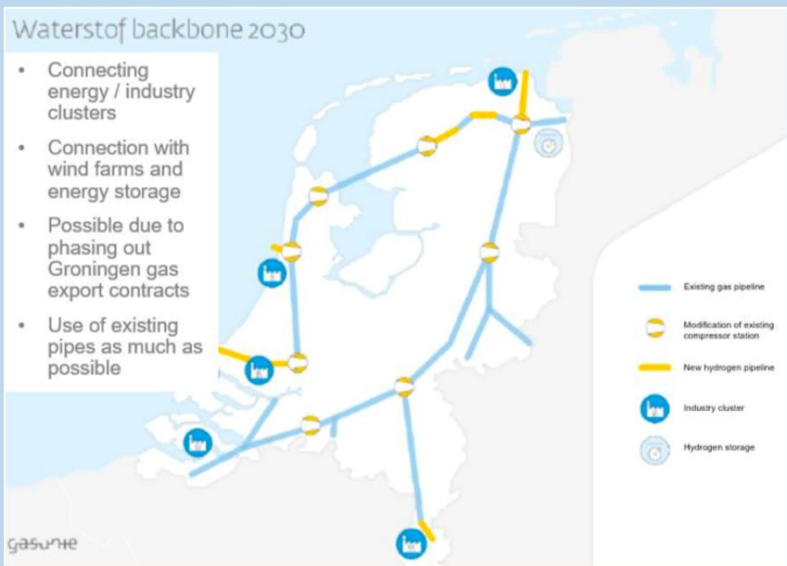 Waterstof backbone 2030
• Connecting
energy / industry
clusters
• Connection with
wind farms and
energy storage
• Possible due to
phasing out
Groningen gas
export contracts
• Use of existing
pipes as much as
possible
Existing gas pipeline
Modification of existing
compressor station
New hydrogen pipeline
Industry cluster
Hydrogen storage
gasunie